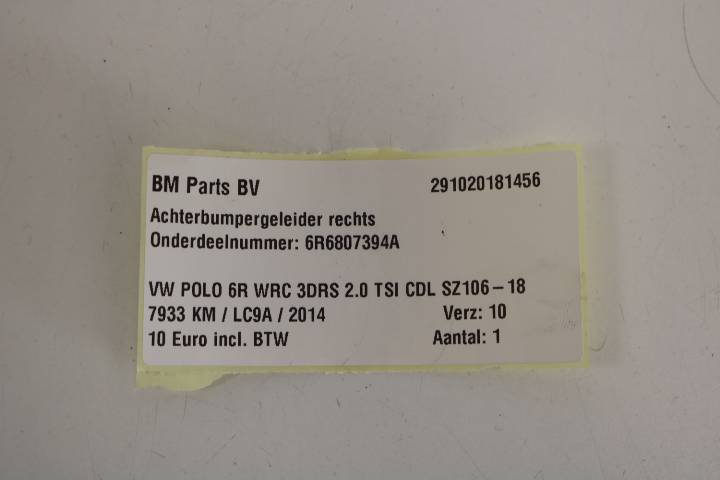 BM Parts BV 291020181456
Achterbumpergeleider rechts
Onderdeelnummer: 6R6807394A
VW POLO 6R WRC 3DRS 2.0 TSI CDL SZ106-18
7933 KM / LC9A / 2014 Verz: 10
10 Euro incl. BTW Aantal: 1